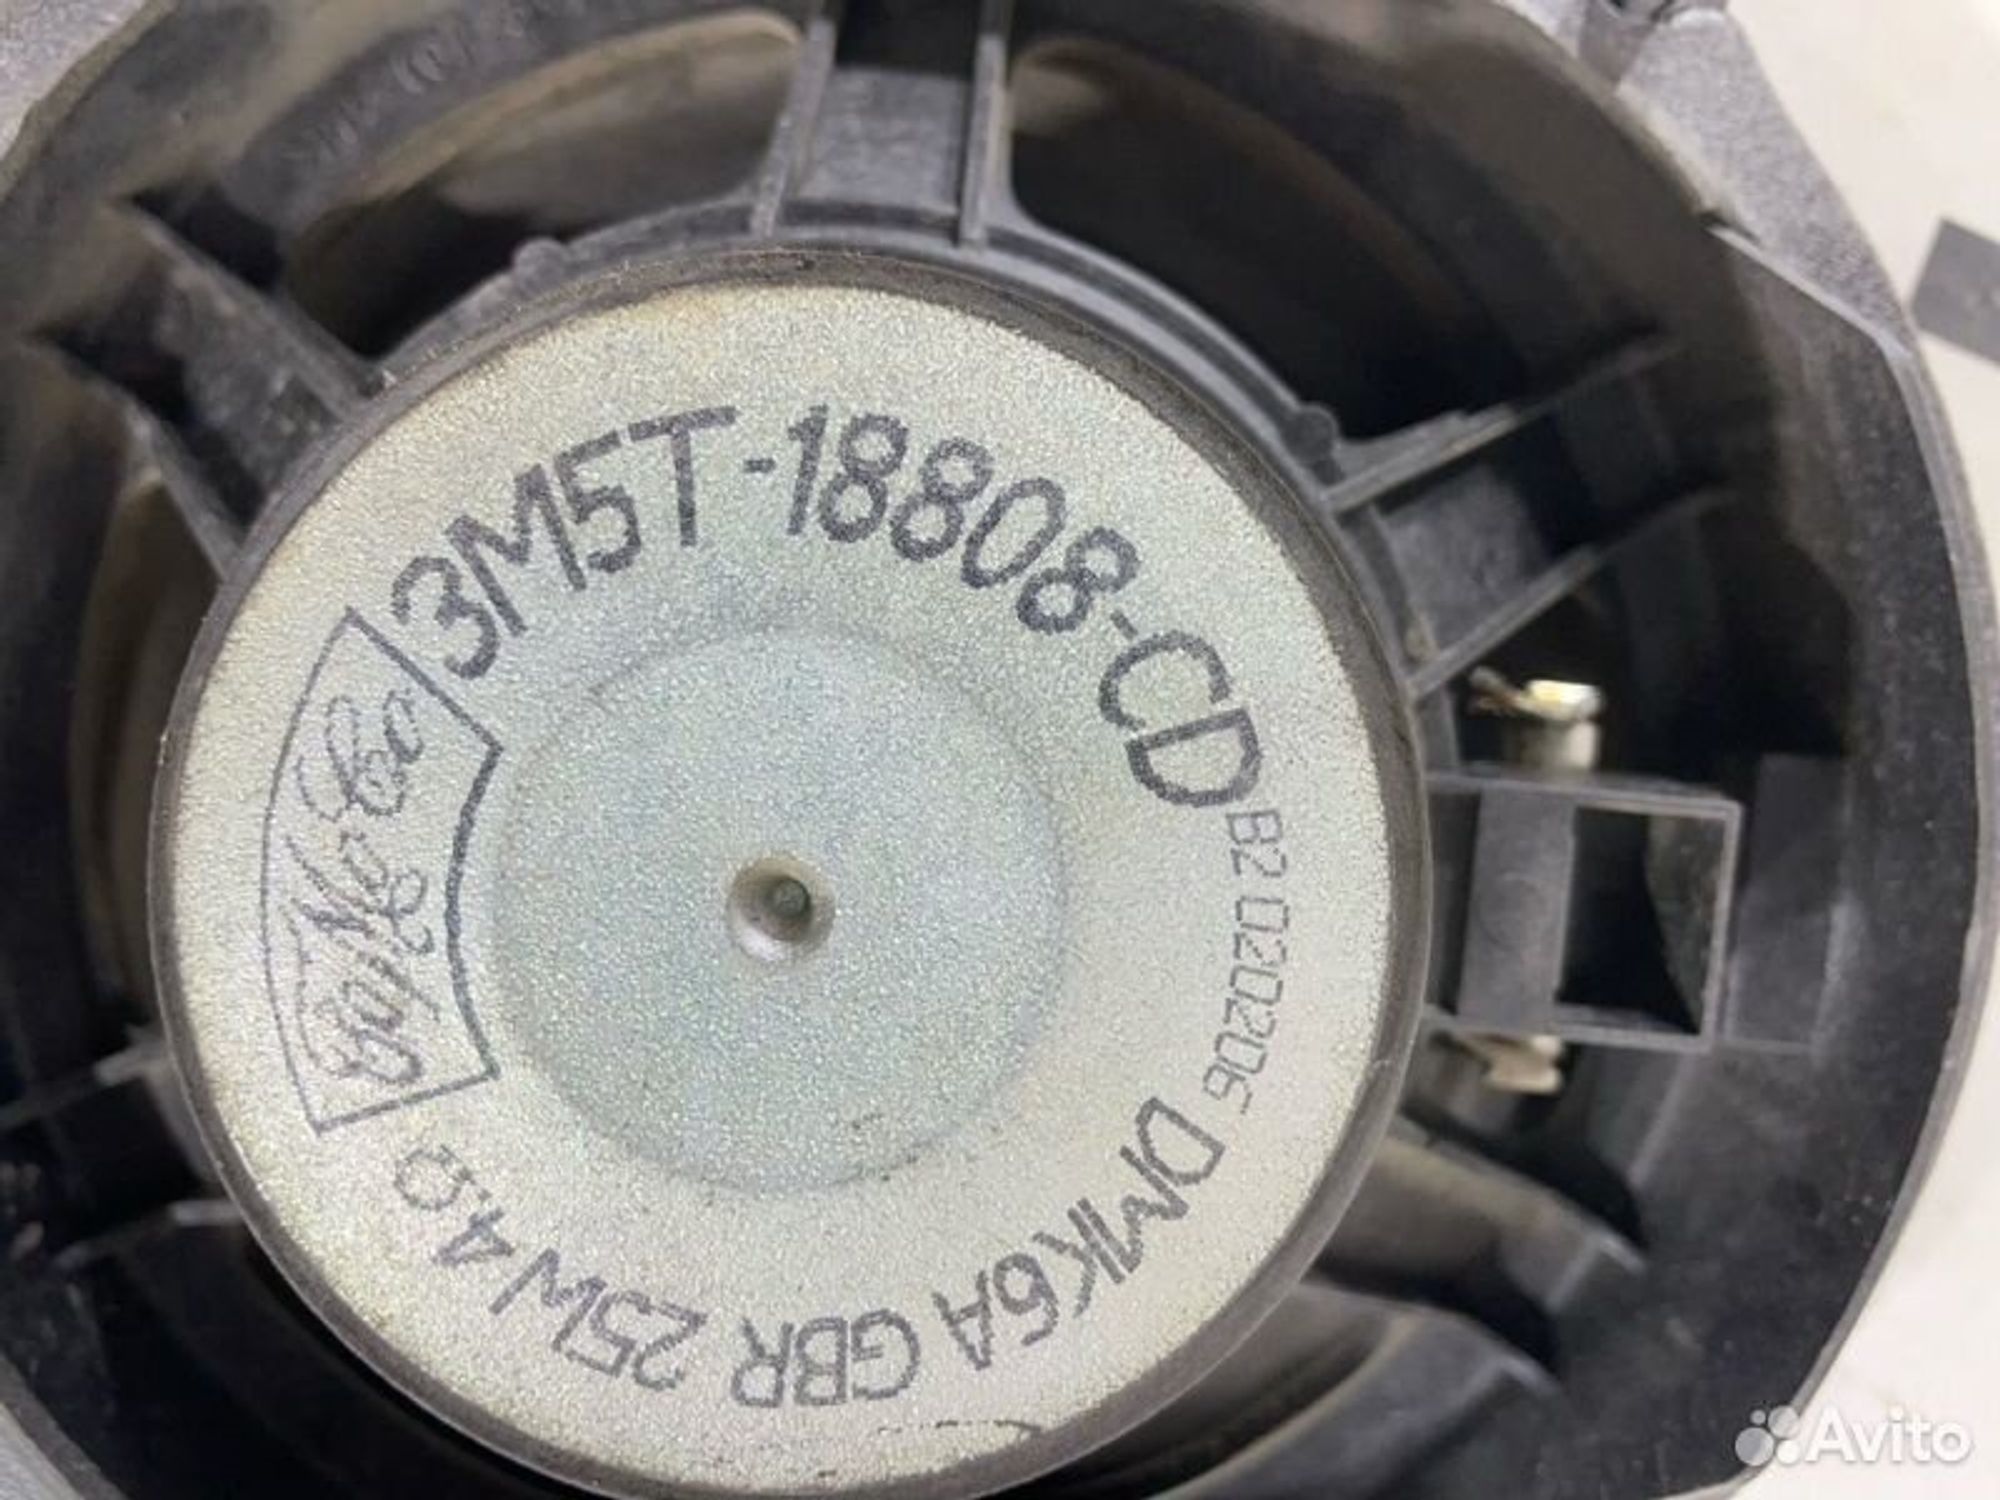 3M5T-18808-CD
B2 020206
DMK6A GBR 25W 4Ω
Avito